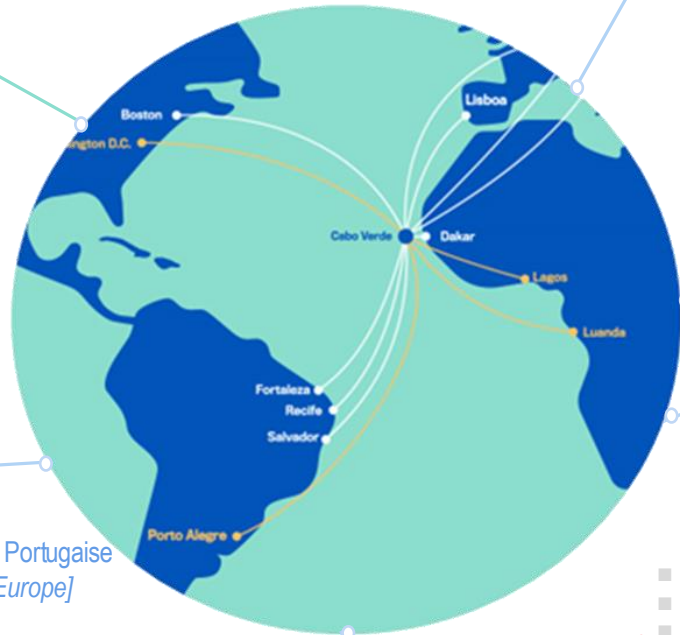 Lisboa
Boston
ington D.C.
Cabo Verde
Dakar
Lagos
Luanda
Fortaleza
Recife
Salvador
Porto Alegre
Portugaise
Europe]